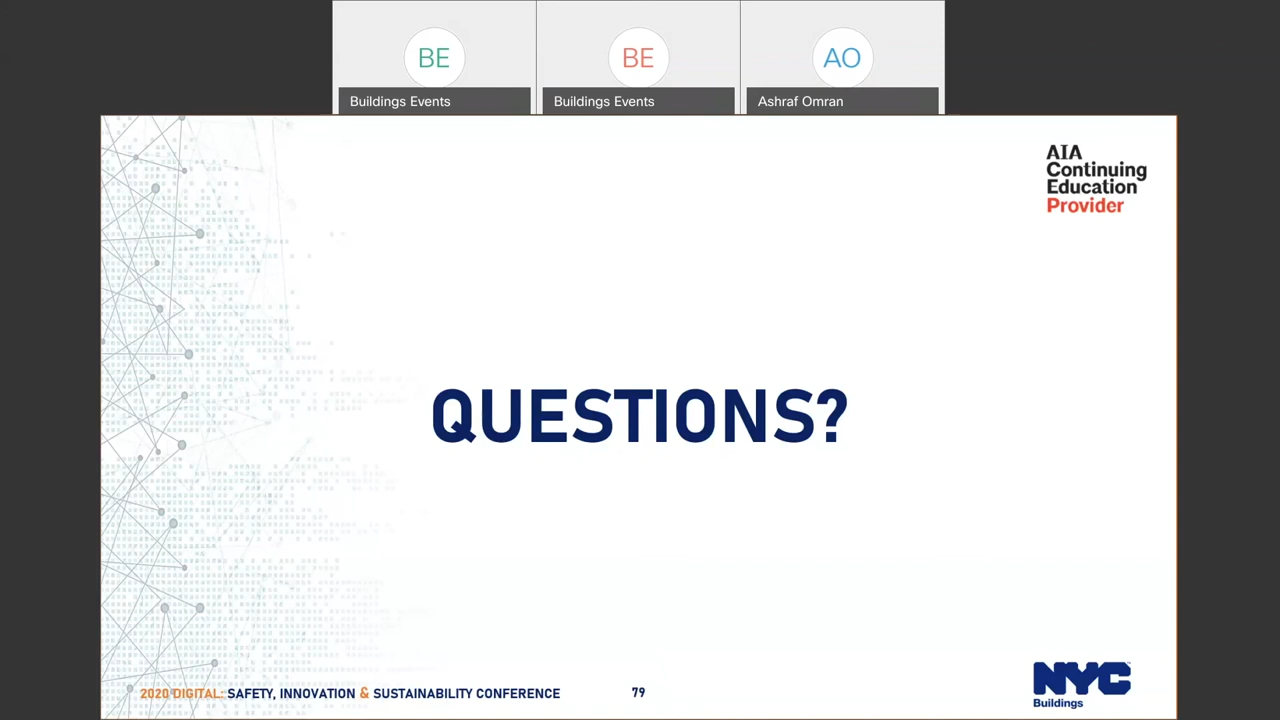 BE
BE
AO
Buildings Events
Buildings Events
Ashraf Omran
AIA
Continuing
Education
Provider
QUESTIONS?
2020 DIGITAL: SAFETY, INNOVATION & SUSTAINABILITY CONFERENCE
79
NYC
Buildings